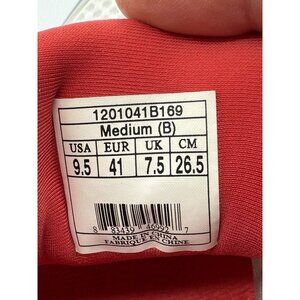 1201041B169
Medium (B)
USA EUR UK CM
9.5 41 7.5 26.5
MADE IN CHINA
FABRIQUE EN CHINE